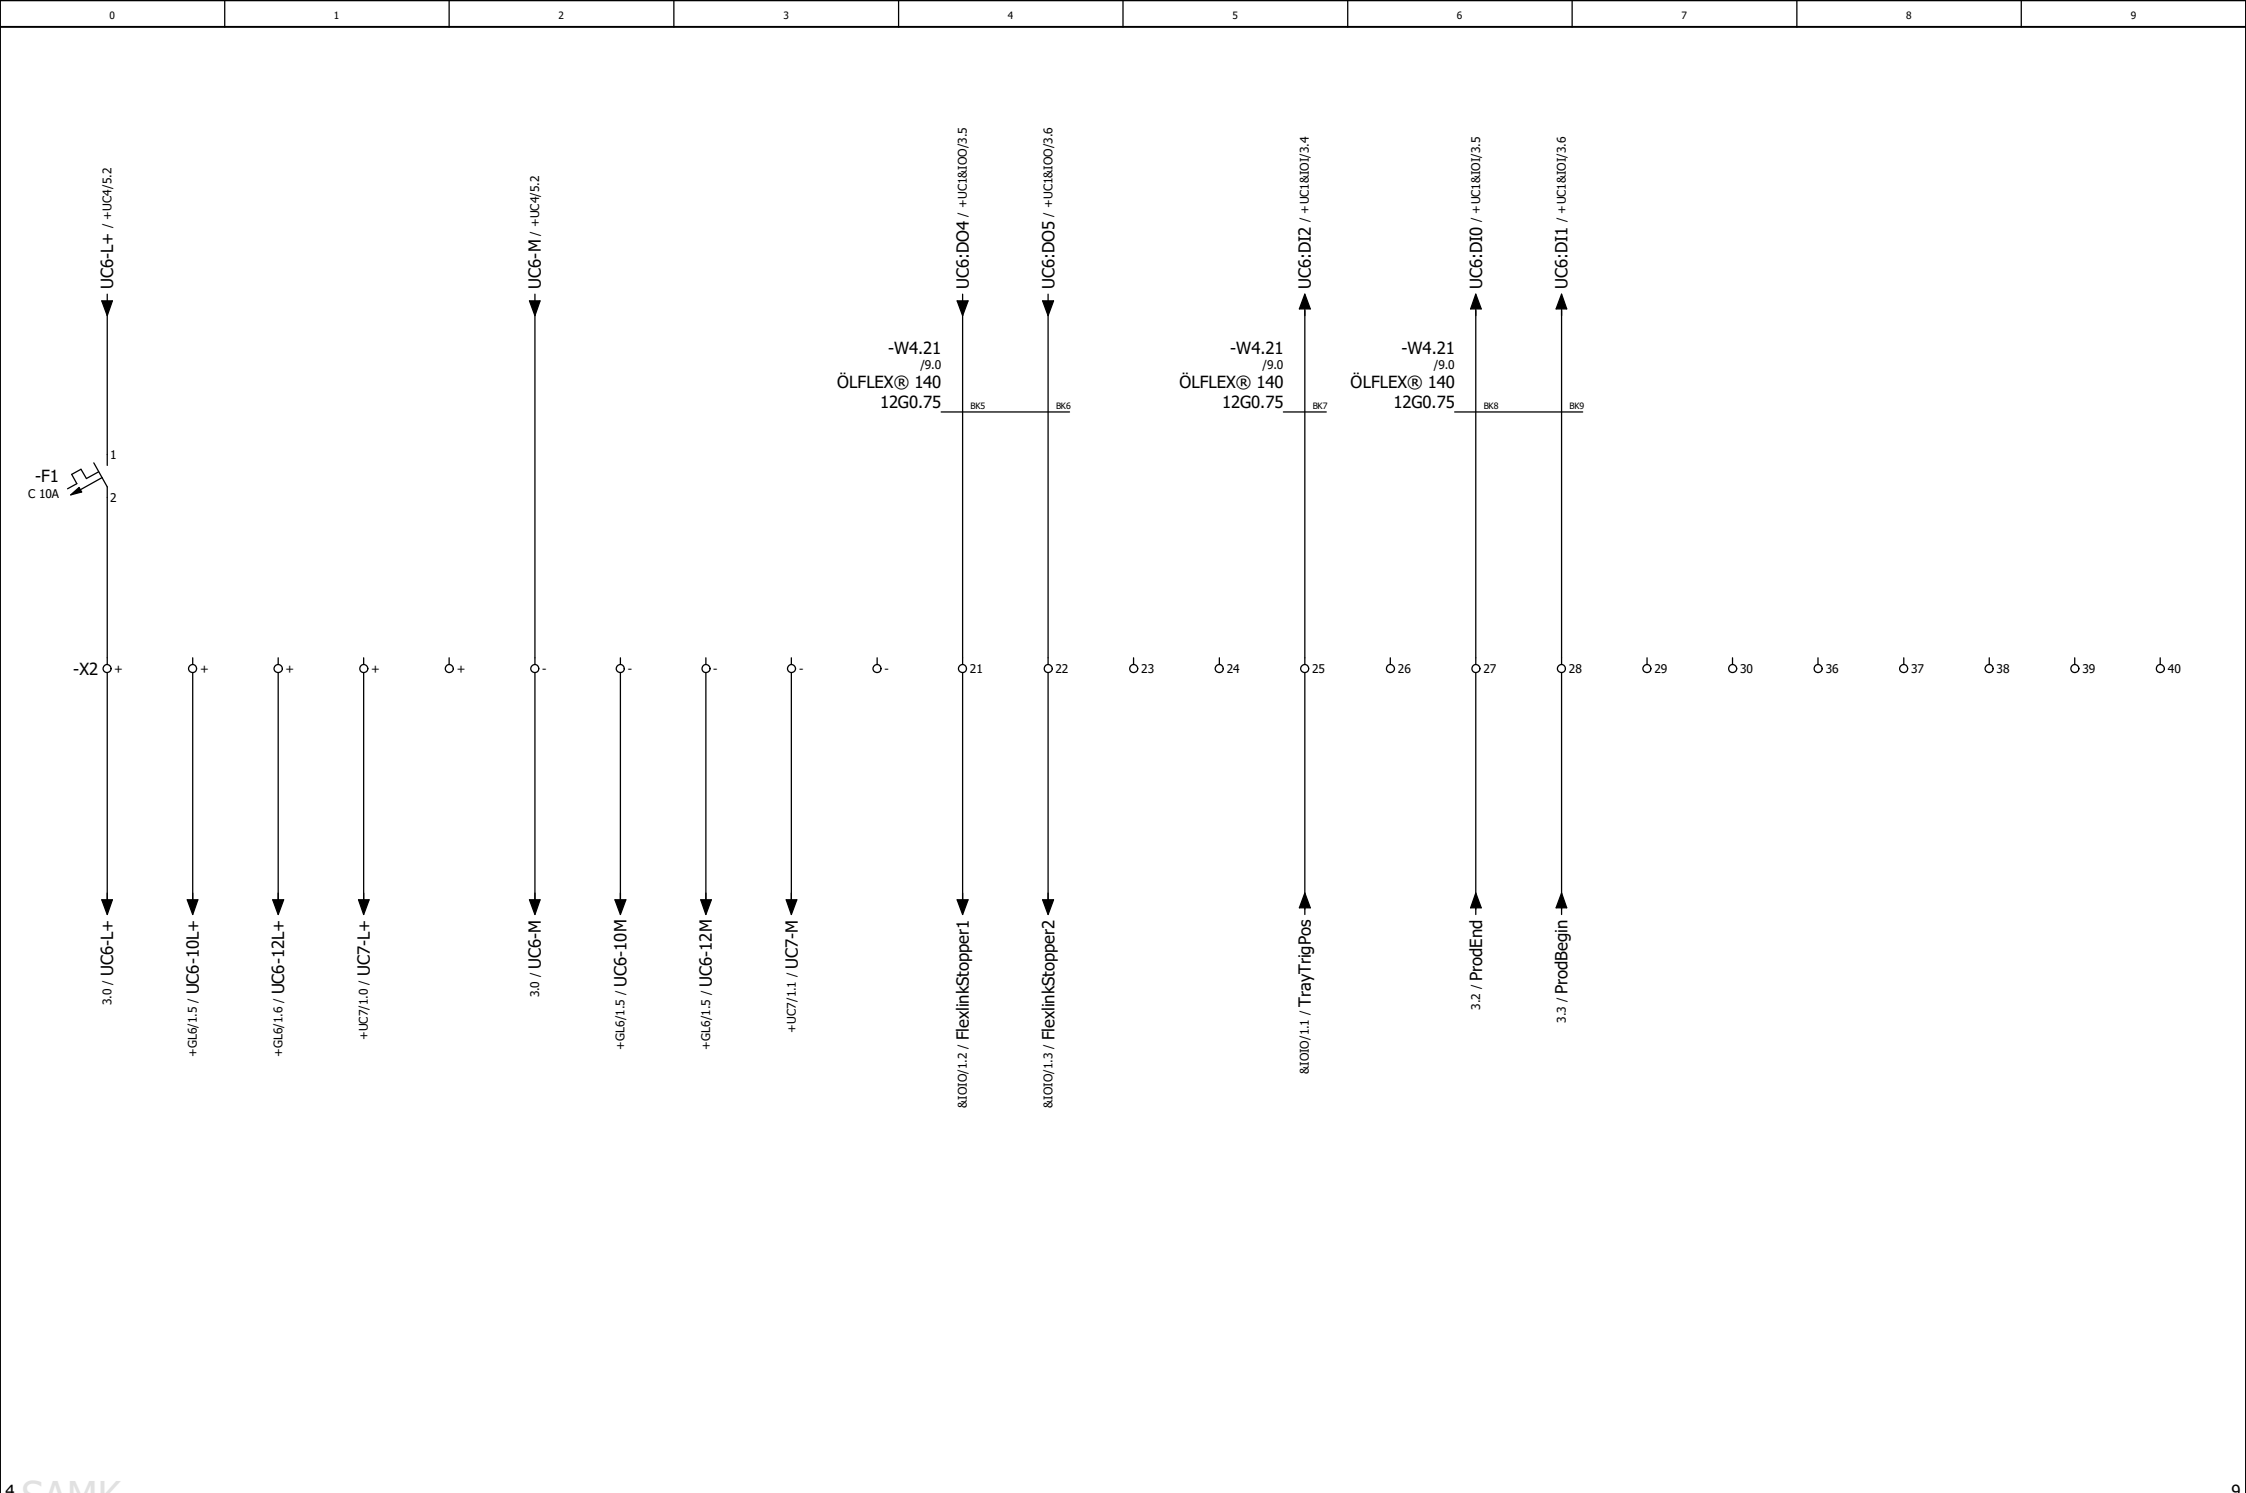 0 1 2 3 4 5 6 7 8 9
UC6-L+ / +UC4/5.2
UC6-M / +UC4/5.2
UC6:DO4 / +UC1&IOO/3.5
UC6:DO5 / +UC1&IOO/3.6
UC6:DI2 / +UC1&IOI/3.4
UC6:DI0 / +UC1&IOI/3.5
UC6:DI1 / +UC1&IOI/3.6
-W4.21
/9.0
ÖLFLEX® 140
12G0.75
BK5 BK6
-W4.21
/9.0
ÖLFLEX® 140
12G0.75
BK7
-W4.21
/9.0
ÖLFLEX® 140
12G0.75
BK8 BK9
1
-F1
C 10A
2
-X2 + + + + + - - - - - 21 22 23 24 25 26 27 28 29 30 36 37 38 39 40
3.0 / UC6-L+
+GL6/1.5 / UC6-10L+
+GL6/1.6 / UC6-12L+
+UC7/1.0 / UC7-L+
3.0 / UC6-M
+GL6/1.5 / UC6-10M
+GL6/1.5 / UC6-12M
+UC7/1.1 / UC7-M
&IOIO/1.2 / FlexlinkStopper1
&IOIO/1.3 / FlexlinkStopper2
&IOIO/1.1 / TrayTrigPos
3.2 / ProdEnd
3.3 / ProdBegin
4 SAMK 9